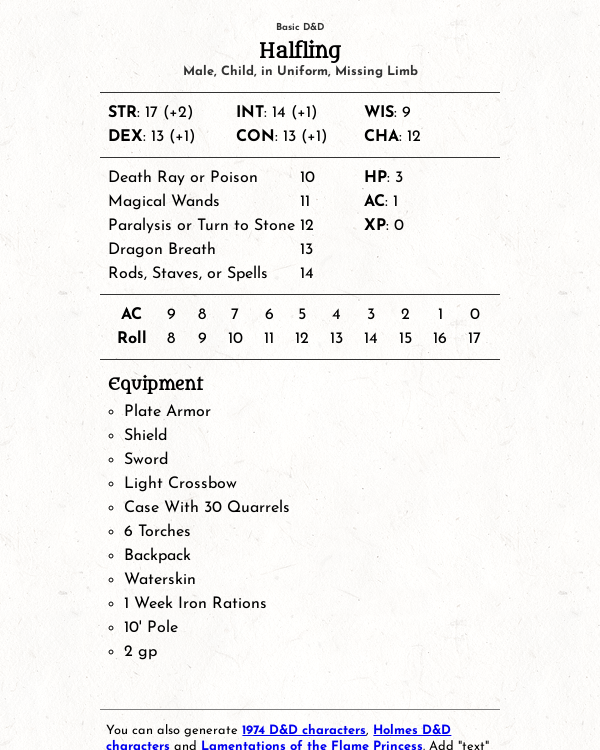 Basic D&D
Halfling
Male, Child, in Uniform, Missing Limb
STR: 17 (+2) INT: 14 (+1) WIS: 9
DEX: 13 (+1) CON: 13 (+1) CHA: 12
Death Ray or Poison 10 HP: 3
Magical Wands 11 AC: 1
Paralysis or Turn to Stone 12 XP: 0
Dragon Breath 13
Rods, Staves, or Spells 14
AC 9 8 7 6 5 4 3 2 1 0
Roll 8 9 10 11 12 13 14 15 16 17
Equipment
Plate Armor
Shield
Sword
Light Crossbow
Case With 30 Quarrels
6 Torches
Backpack
Waterskin
1 Week Iron Rations
10' Pole
2 gp
You can also generate 1974 D&D characters, Holmes D&D
characters and Lamentations of the Flame Princess. Add "text"